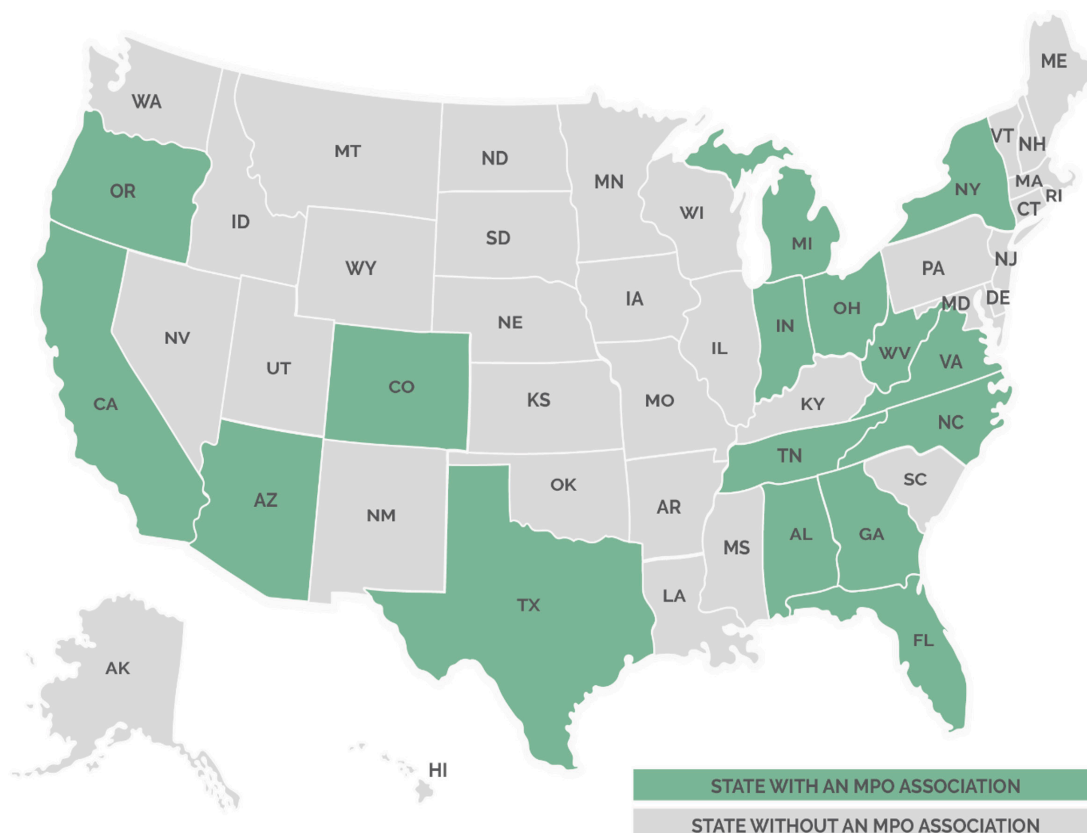 ME
WA
VT
NH
MT
ND
MN
OR
MA
NY
RI
CT
WI
ID
SD
MI
WY
PA
NJ
IA
DE
MD
OH
NE
IN
NV
IL
WV
VA
UT
CO
KS
MO
KY
CA
NC
TN
SC
OK
AZ
AR
NM
AL
GA
MS
LA
TX
FL
AK
HI
STATE WITH AN MPO ASSOCIATION
STATE WITHOUT AN MPO ASSOCIATION